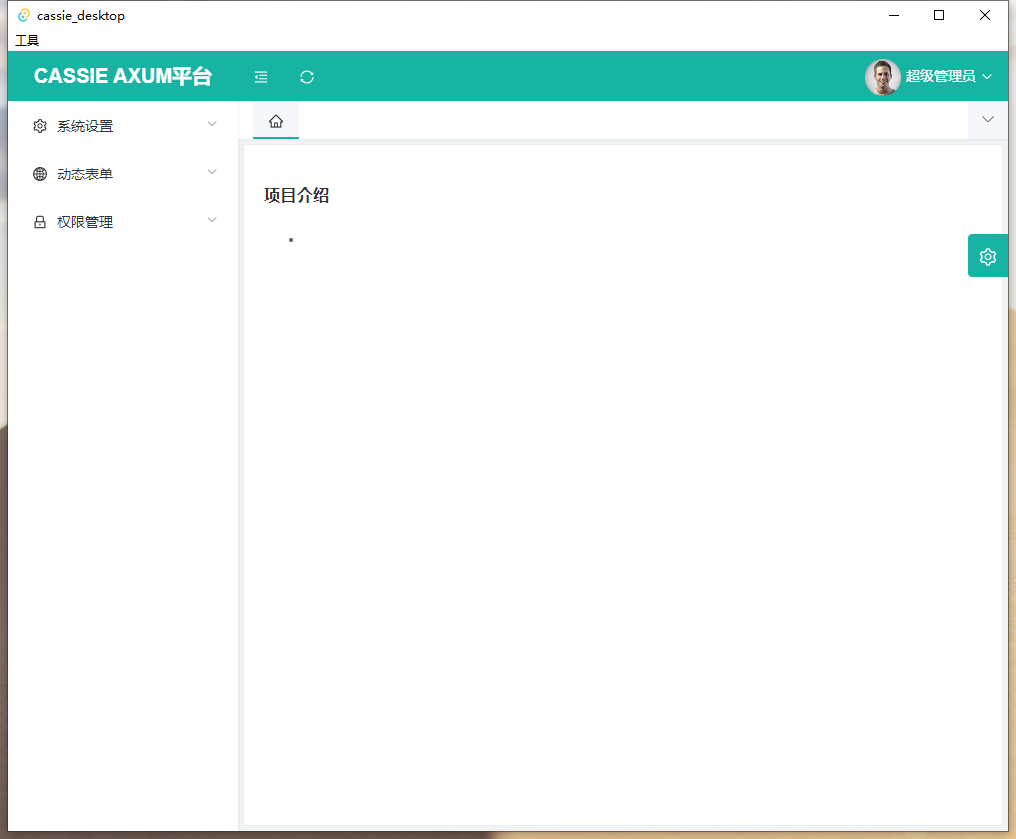 cassie_desktop
工具
CASSIE AXUM平台
超级管理员
系统设置
动态表单
权限管理
项目介绍